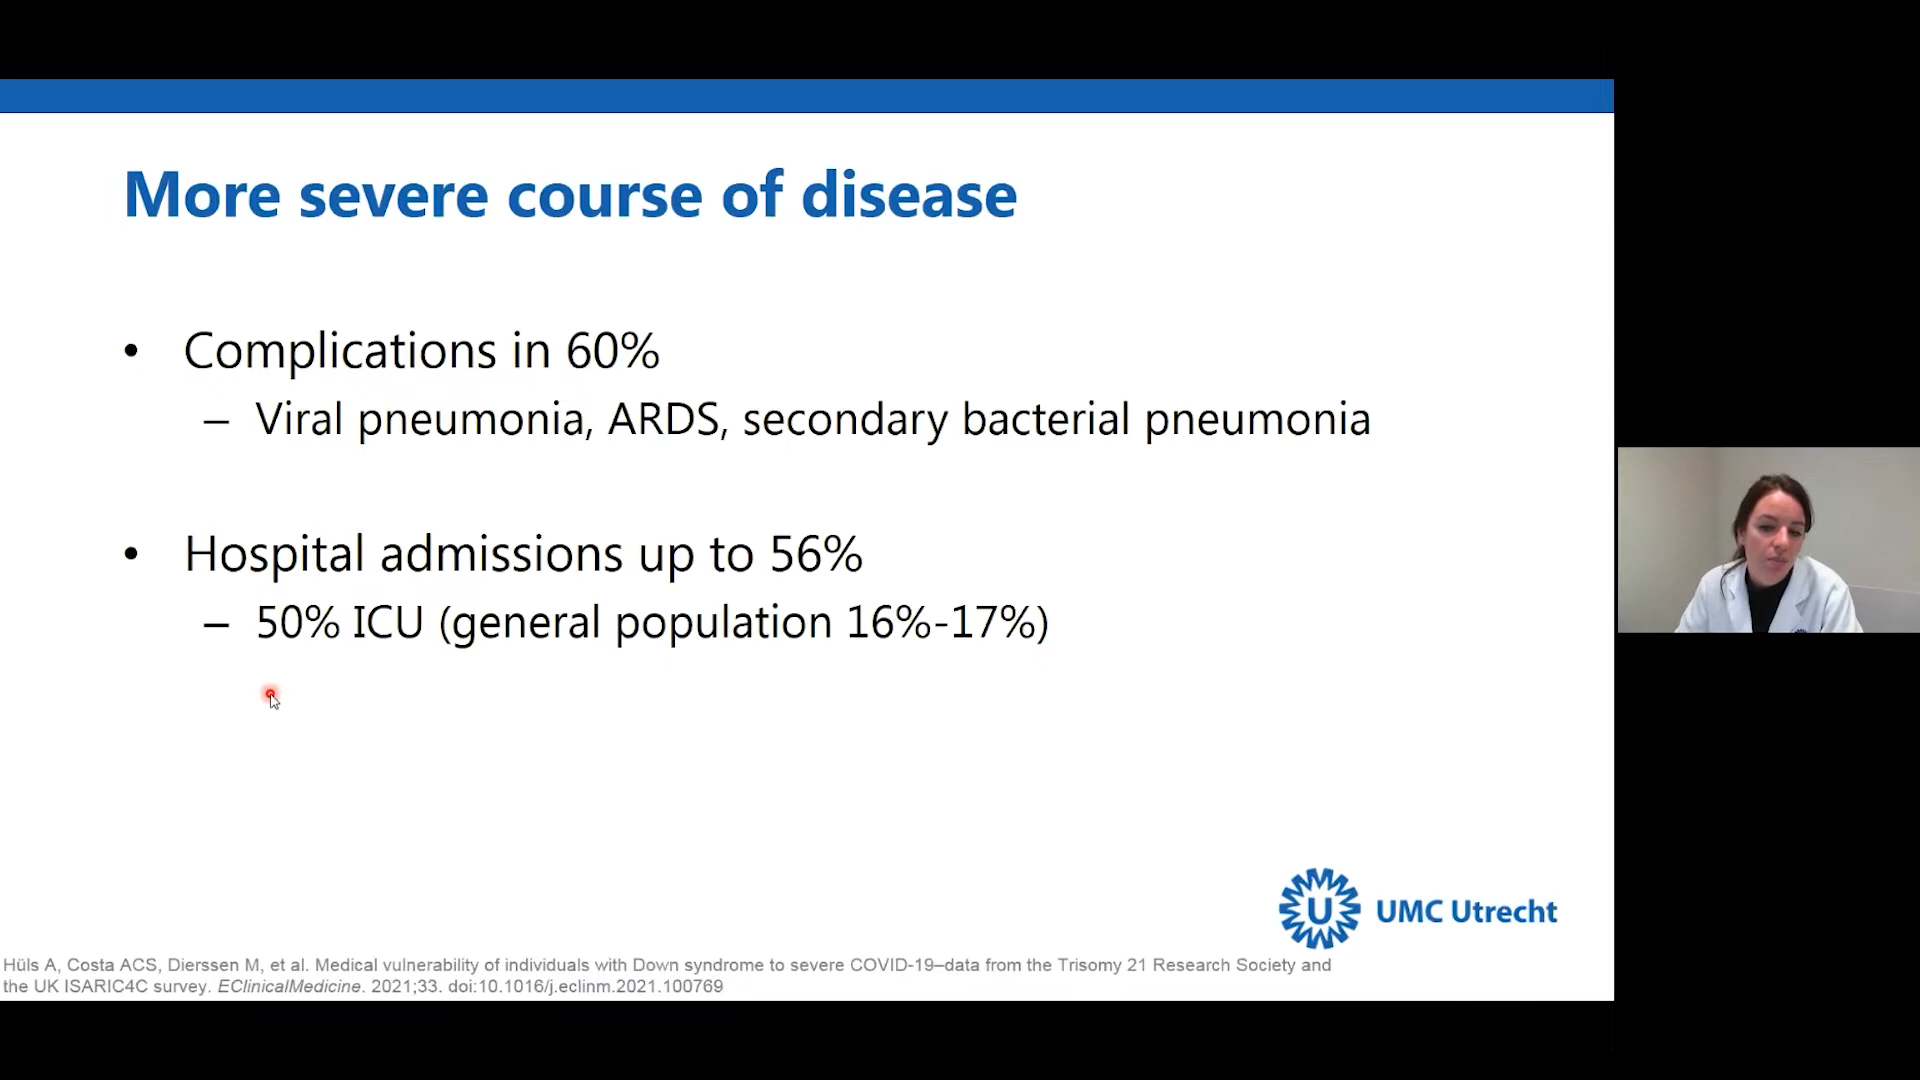 More severe course of disease
• Complications in 60%
– Viral pneumonia, ARDS, secondary bacterial pneumonia
• Hospital admissions up to 56%
– 50% ICU (general population 16%-17%)
U UMC Utrecht
Hüls A, Costa ACS, Dierssen M, et al. Medical vulnerability of individuals with Down syndrome to severe COVID-19–data from the Trisomy 21 Research Society and
the UK ISARIC4C survey. EClinicalMedicine. 2021;33. doi:10.1016/j.eclinm.2021.100769